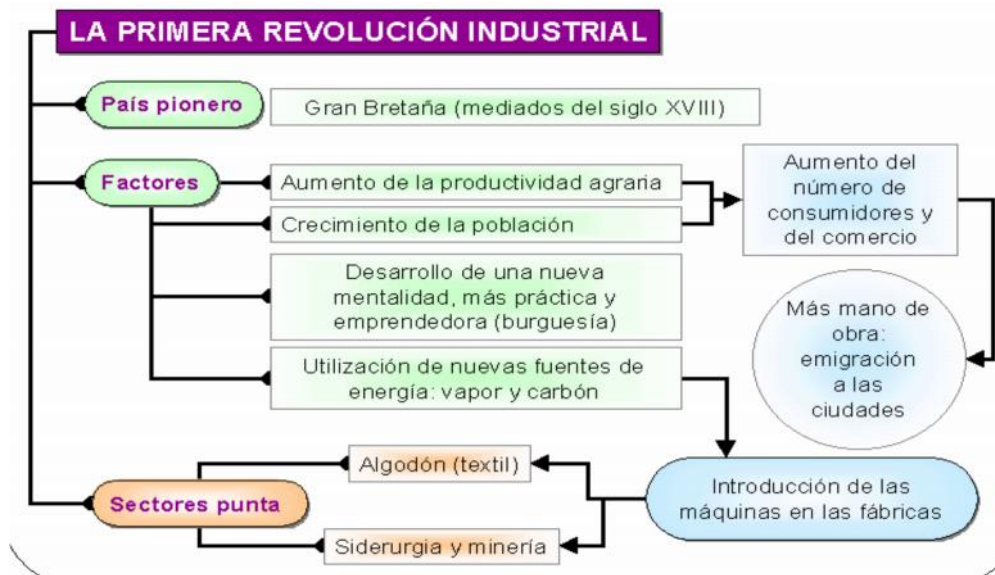 LA PRIMERA REVOLUCIÓN INDUSTRIAL
País pionero
Gran Bretaña (mediados del siglo XVIII)
Factores
Aumento de la productividad agraria
Crecimiento de la población
Desarrollo de una nueva
mentalidad, más práctica y
emprendedora (burguesía)
Utilización de nuevas fuentes de
energía: vapor y carbón
Aumento del
número de
consumidores y
del comercio
Más mano de
obra:
emigración
a las
ciudades
Introducción de las
máquinas en las fábricas
Sectores punta
Algodón (textil)
Siderurgia y minería